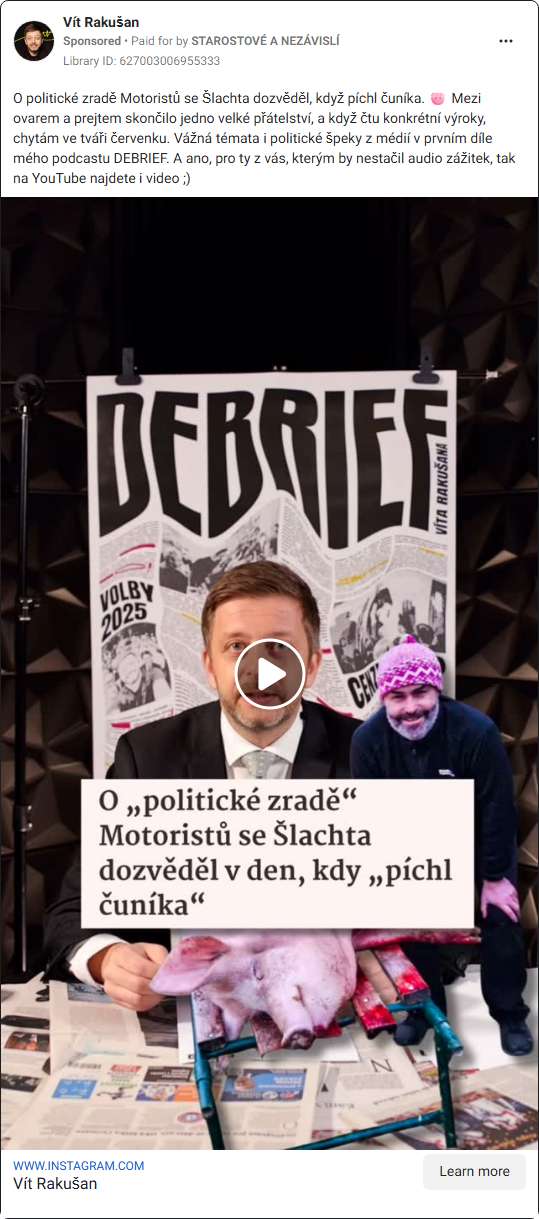 Vít Rakušan
Sponsored • Paid for by STAROSTOVÉ A NEZÁVISLÍ
Library ID: 627003006955333
O politické zradě Motoristů se Šlachta dozvěděl, když píchl čuníka. 🐷 Mezi
ovarem a prejtem skončilo jedno velké přátelství, a když čtu konkrétní výroky,
chytám ve tváři červenku. Vážná témata i politické špeky z médií v prvním díle
mého podcastu DEBRIEF. A ano, pro ty z vás, kterým by nestačil audio zážitek, tak
na YouTube najdete i video ;)
DEBRIEF
VÍTA RAKUŠANA
VOLBY
2025
O „politické zradě“
Motoristů se Šlachta
dozvěděl v den, kdy „píchl
čuníka“
WWW.INSTAGRAM.COM
Vít Rakušan
Learn more